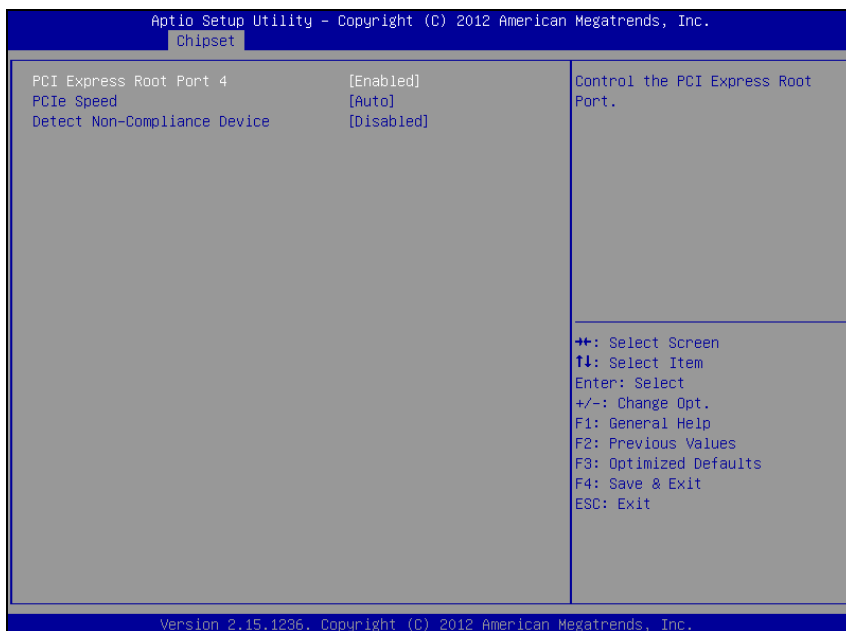 Aptio Setup Utility – Copyright (C) 2012 American Megatrends, Inc.
Chipset
PCI Express Root Port 4 [Enabled]
PCIe Speed [Auto]
Detect Non-Compliance Device [Disabled]
Control the PCI Express Root
Port.
→←: Select Screen
↑↓: Select Item
Enter: Select
+/-: Change Opt.
F1: General Help
F2: Previous Values
F3: Optimized Defaults
F4: Save & Exit
ESC: Exit
Version 2.15.1236. Copyright (C) 2012 American Megatrends, Inc.